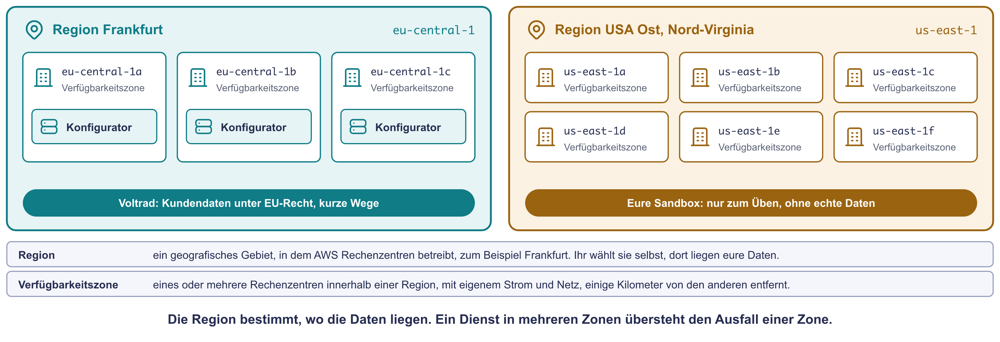 Region Frankfurt
eu-central-1
eu-central-1a
Verfügbarkeitszone
Konfigurator
eu-central-1b
Verfügbarkeitszone
Konfigurator
eu-central-1c
Verfügbarkeitszone
Konfigurator
Voltrad: Kundendaten unter EU-Recht, kurze Wege
Region USA Ost, Nord-Virginia
us-east-1
us-east-1a
Verfügbarkeitszone
us-east-1b
Verfügbarkeitszone
us-east-1c
Verfügbarkeitszone
us-east-1d
Verfügbarkeitszone
us-east-1e
Verfügbarkeitszone
us-east-1f
Verfügbarkeitszone
Eure Sandbox: nur zum Üben, ohne echte Daten
Region ein geografisches Gebiet, in dem AWS Rechenzentren betreibt, zum Beispiel Frankfurt. Ihr wählt sie selbst, dort liegen eure Daten.
Verfügbarkeitszone eines oder mehrere Rechenzentren innerhalb einer Region, mit eigenem Strom und Netz, einige Kilometer von den anderen entfernt.
Die Region bestimmt, wo die Daten liegen. Ein Dienst in mehreren Zonen übersteht den Ausfall einer Zone.